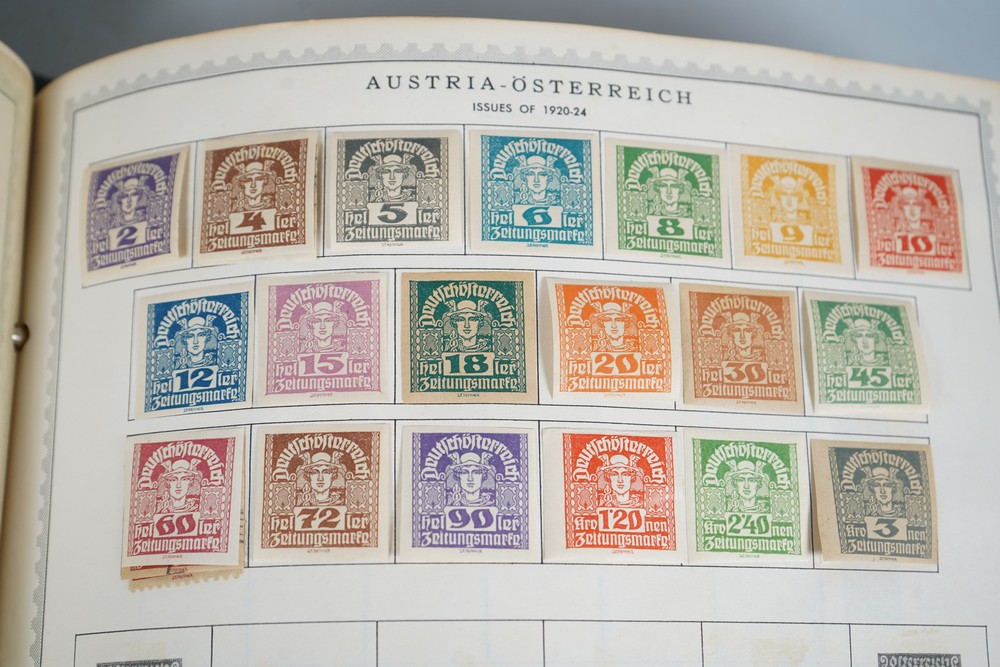 AUSTRIA-ÖSTERREICH
ISSUES OF 1920-24
Deutschösterreich
hel 2 ler
Zeitungsmarke
Deutschösterreich
hel 4 ler
Zeitungsmarke
Deutschösterreich
hel 5 ler
Zeitungsmarke
Deutschösterreich
hel 6 ler
Zeitungsmarke
Deutschösterreich
hel 8 ler
Zeitungsmarke
Deutschösterreich
hel 9 ler
Zeitungsmarke
Deutschösterreich
hel 10 ler
Zeitungsmarke
Deutschösterreich
hel 12 ler
Zeitungsmarke
Deutschösterreich
hel 15 ler
Zeitungsmarke
Deutschösterreich
hel 18 ler
Zeitungsmarke
Deutschösterreich
hel 20 ler
Zeitungsmarke
Deutschösterreich
hel 30 ler
Zeitungsmarke
Deutschösterreich
hel 45 ler
Zeitungsmarke
Deutschösterreich
hel 60 ler
Zeitungsmarke
Deutschösterreich
hel 72 ler
Zeitungsmarke
Deutschösterreich
hel 90 ler
Zeitungsmarke
Deutschösterreich
Kro 1'20 nen
Zeitungsmarke
Deutschösterreich
Kro 2'40 nen
Zeitungsmarke
Deutschösterreich
Kro 3 nen
Zeitungsmarke
Österreich